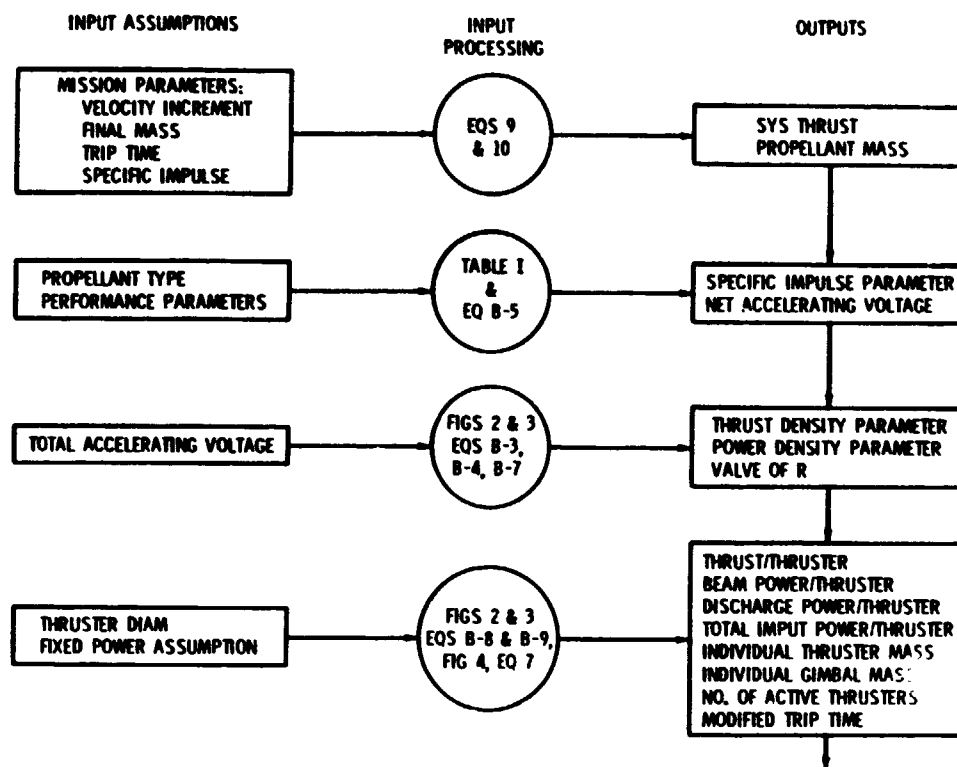 INPUT ASSUMPTIONS
INPUT
PROCESSING
OUTPUTS
MISSION PARAMETERS:
VELOCITY INCREMENT
FINAL MASS
TRIP TIME
SPECIFIC IMPULSE
EQS 9
& 10
SYS THRUST
PROPELLANT MASS
PROPELLANT TYPE
PERFORMANCE PARAMETERS
TABLE I
&
EQ B-5
SPECIFIC IMPULSE PARAMETER
NET ACCELERATING VOLTAGE
TOTAL ACCELERATING VOLTAGE
FIGS 2 & 3
EQS B-3,
B-4, B-7
THRUST DENSITY PARAMETER
POWER DENSITY PARAMETER
VALVE OF R
THRUSTER DIAM
FIXED POWER ASSUMPTION
FIGS 2 & 3
EQS B-8 & B-9,
FIG 4, EQ 7
THRUST/THRUSTER
BEAM POWER/THRUSTER
DISCHARGE POWER/THRUSTER
TOTAL IMPUT POWER/THRUSTER
INDIVIDUAL THRUSTER MASS
INDIVIDUAL GIMBAL MASS
NO. OF ACTIVE THRUSTERS
MODIFIED TRIP TIME